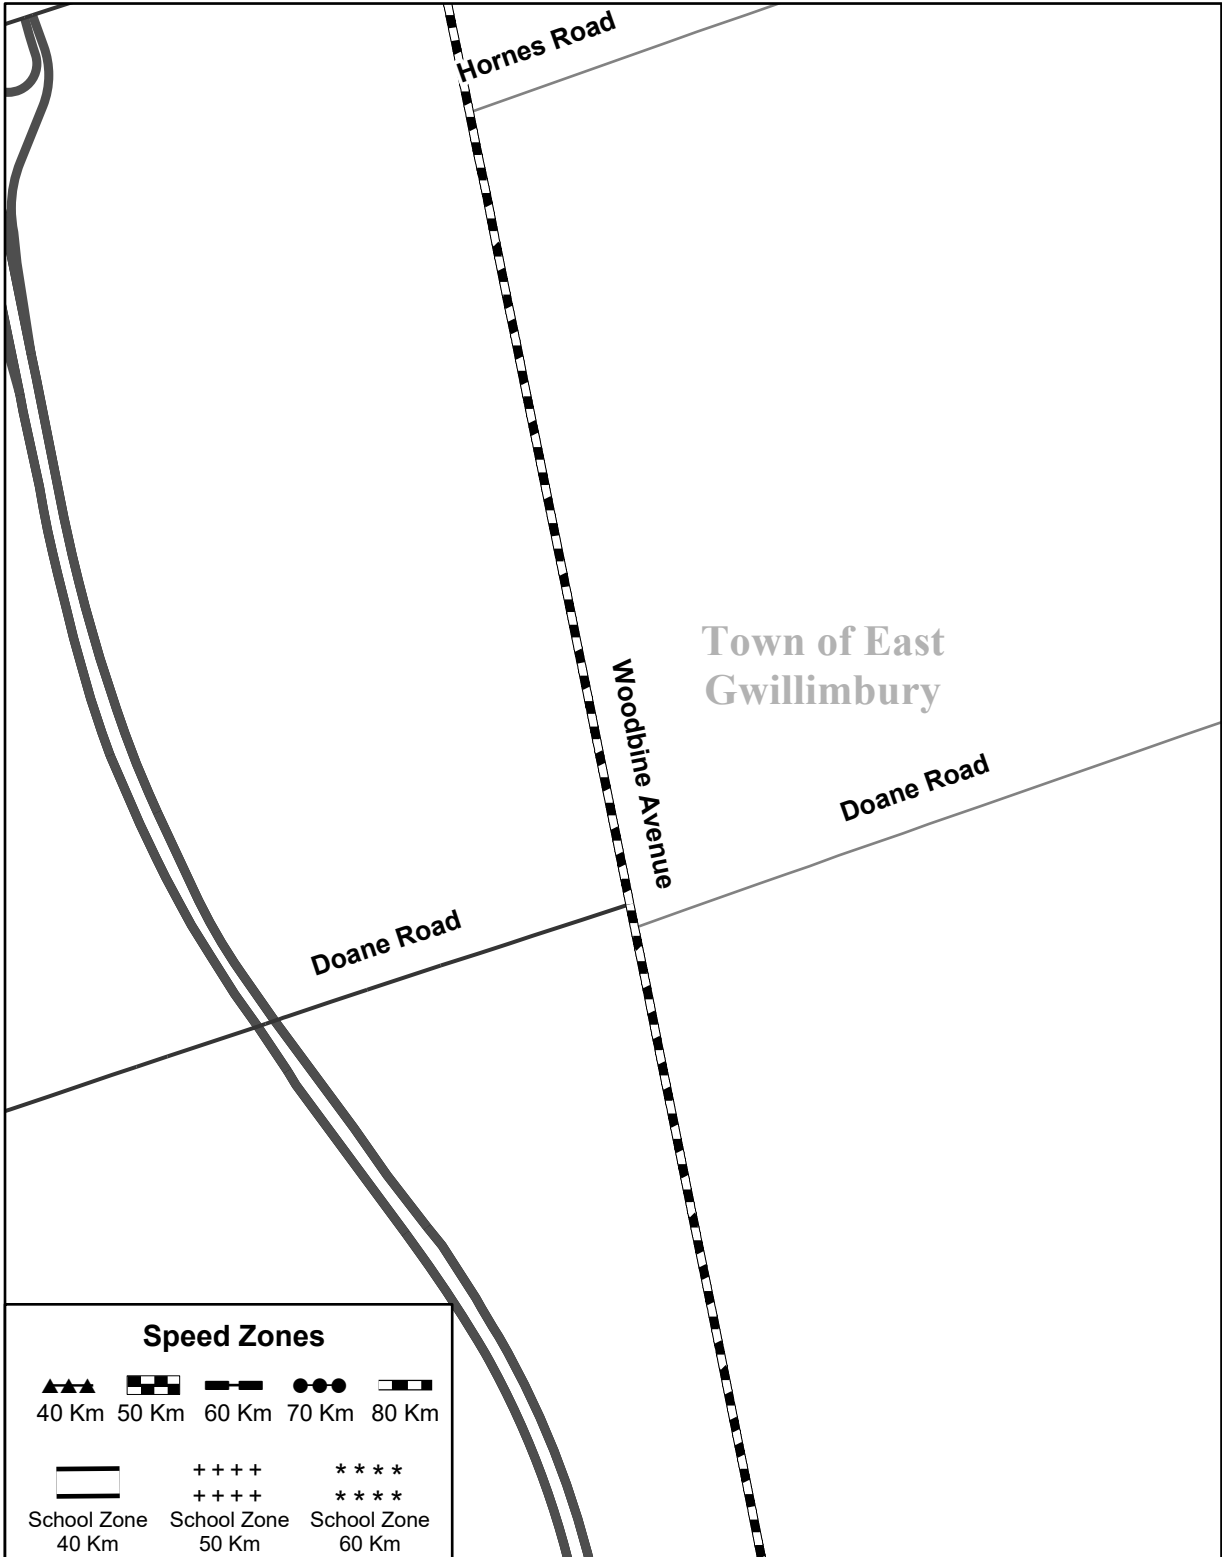 Hornes Road
Town of East
Gwillimbury
Woodbine Avenue
Doane Road
Doane Road
Speed Zones
40 Km 50 Km 60 Km 70 Km 80 Km
School Zone School Zone School Zone
40 Km 50 Km 60 Km